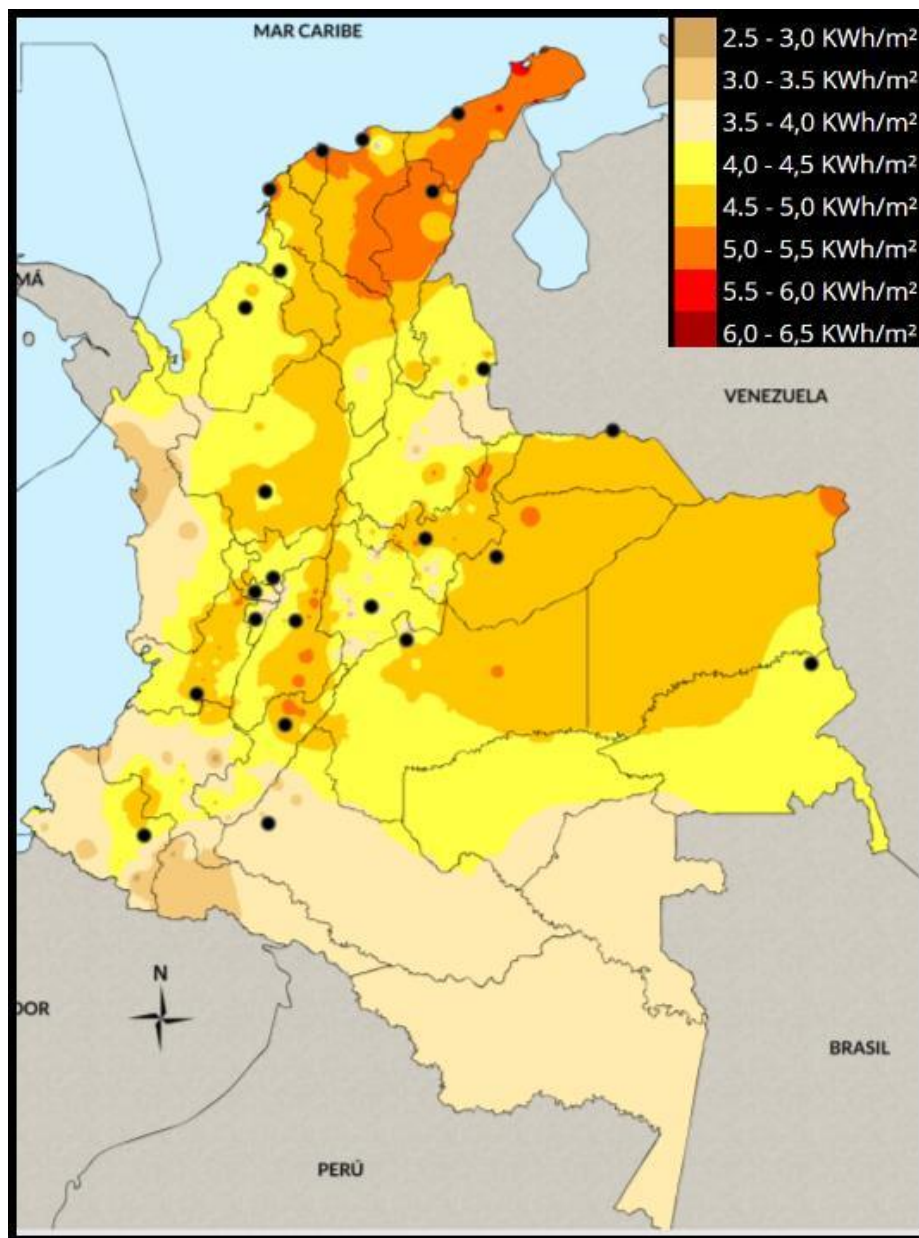 MAR CARIBE
2.5 - 3,0 KWh/m²
3.0 - 3.5 KWh/m²
3.5 - 4,0 KWh/m²
4,0 - 4,5 KWh/m²
4.5 - 5,0 KWh/m²
5,0 - 5,5 KWh/m²
5.5 - 6,0 KWh/m²
6,0 - 6,5 KWh/m²
MÁ
VENEZUELA
N
DOR
BRASIL
PERÚ